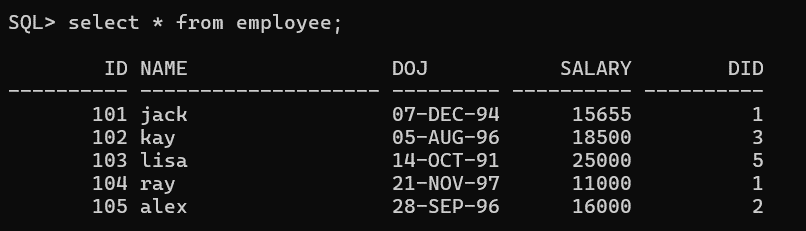 SQL> select * from employee;
        ID NAME                 DOJ           SALARY        DID
---------- -------------------- --------- ---------- ----------
       101 jack                 07-DEC-94      15655          1
       102 kay                  05-AUG-96      18500          3
       103 lisa                 14-OCT-91      25000          5
       104 ray                  21-NOV-97      11000          1
       105 alex                 28-SEP-96      16000          2